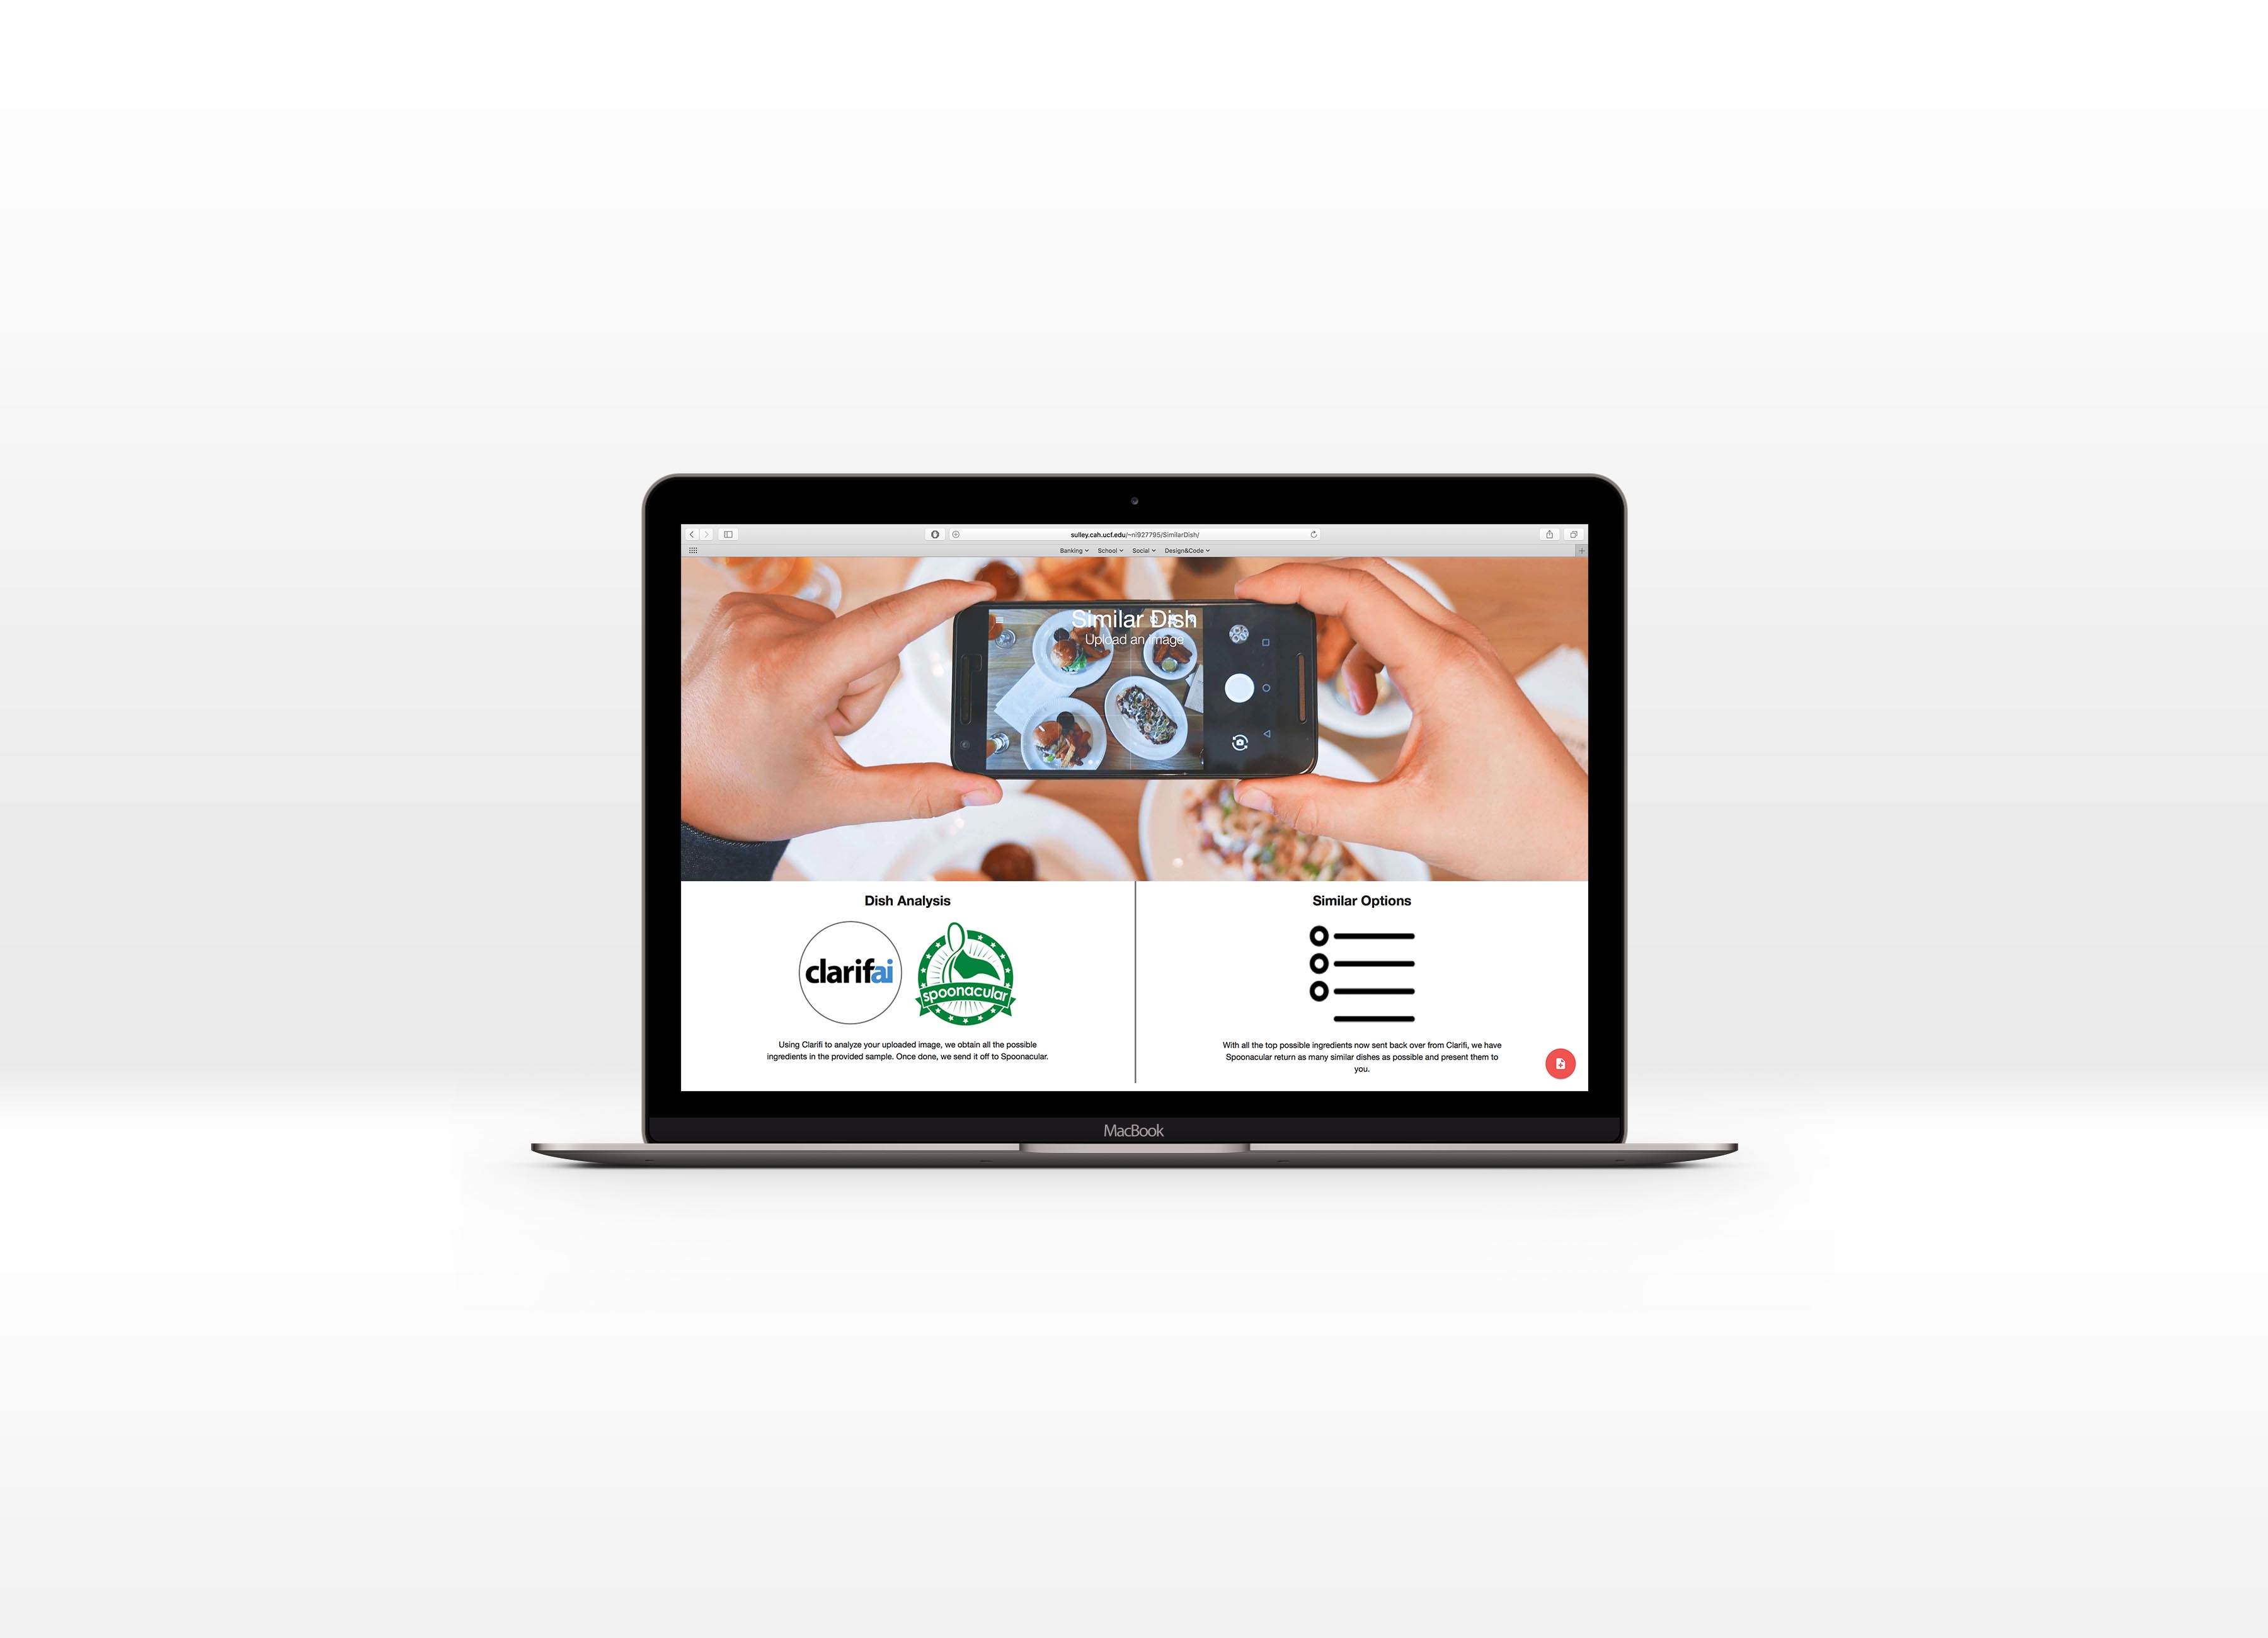 sulley.cah.ucf.edu/~ni927795/SimilarDish/
Banking School Social Design&Code
Similar Dish
Upload an image
Dish Analysis
clarifai
spoonacular
Using Clarifi to analyze your uploaded image, we obtain all the possible
ingredients in the provided sample. Once done, we send it off to Spoonacular.
Similar Options
With all the top possible ingredients now sent back over from Clarifi, we have
Spoonacular return as many similar dishes as possible and present them to
you.
MacBook